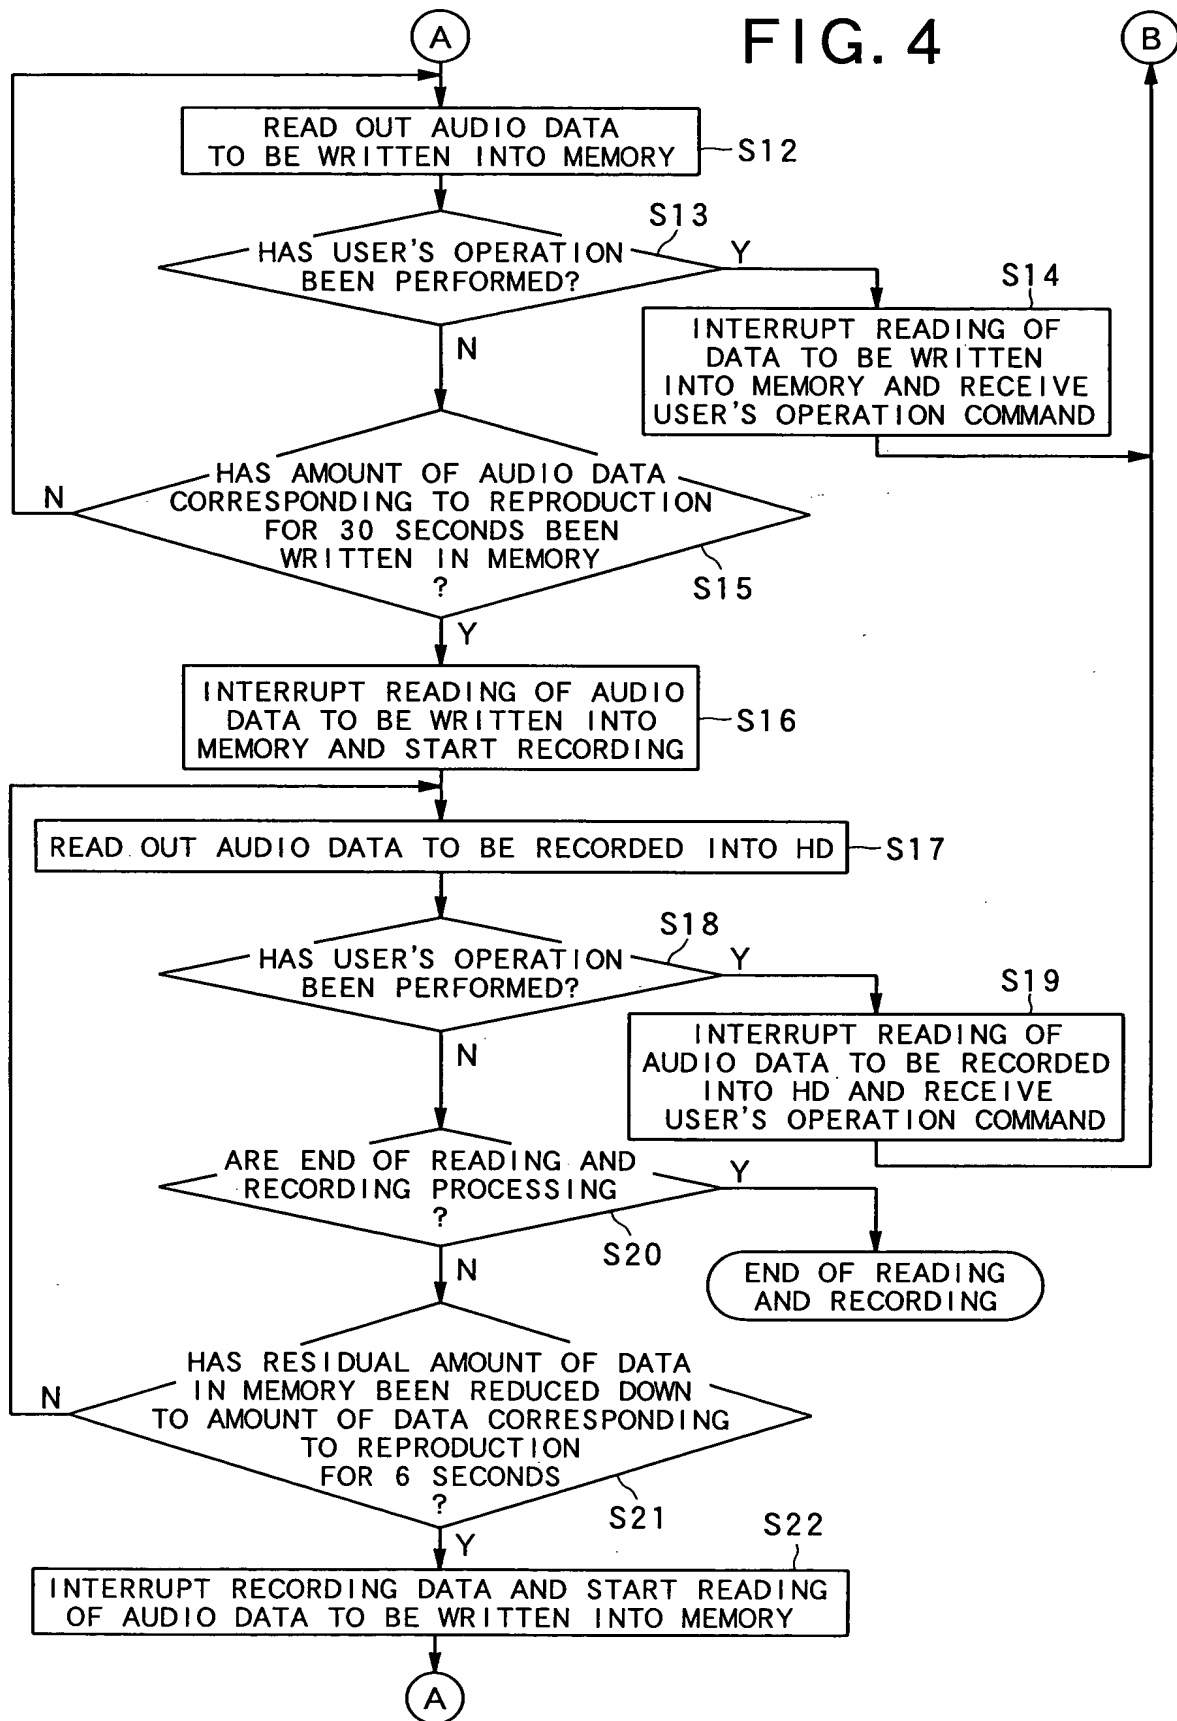 A
FIG. 4
B
READ OUT AUDIO DATA
TO BE WRITTEN INTO MEMORY
S12
S13
HAS USER'S OPERATION
BEEN PERFORMED?
Y
N
S14
INTERRUPT READING OF
DATA TO BE WRITTEN
INTO MEMORY AND RECEIVE
USER'S OPERATION COMMAND
HAS AMOUNT OF AUDIO DATA
CORRESPONDING TO REPRODUCTION
FOR 30 SECONDS BEEN
WRITTEN IN MEMORY
?
N
S15
Y
INTERRUPT READING OF AUDIO
DATA TO BE WRITTEN INTO
MEMORY AND START RECORDING
S16
READ OUT AUDIO DATA TO BE RECORDED INTO HD
S17
S18
HAS USER'S OPERATION
BEEN PERFORMED?
Y
N
S19
INTERRUPT READING OF
AUDIO DATA TO BE RECORDED
INTO HD AND RECEIVE
USER'S OPERATION COMMAND
ARE END OF READING AND
RECORDING PROCESSING
?
Y
S20
N
END OF READING
AND RECORDING
HAS RESIDUAL AMOUNT OF DATA
IN MEMORY BEEN REDUCED DOWN
TO AMOUNT OF DATA CORRESPONDING
TO REPRODUCTION
FOR 6 SECONDS
?
N
S21
Y
S22
INTERRUPT RECORDING DATA AND START READING
OF AUDIO DATA TO BE WRITTEN INTO MEMORY
A